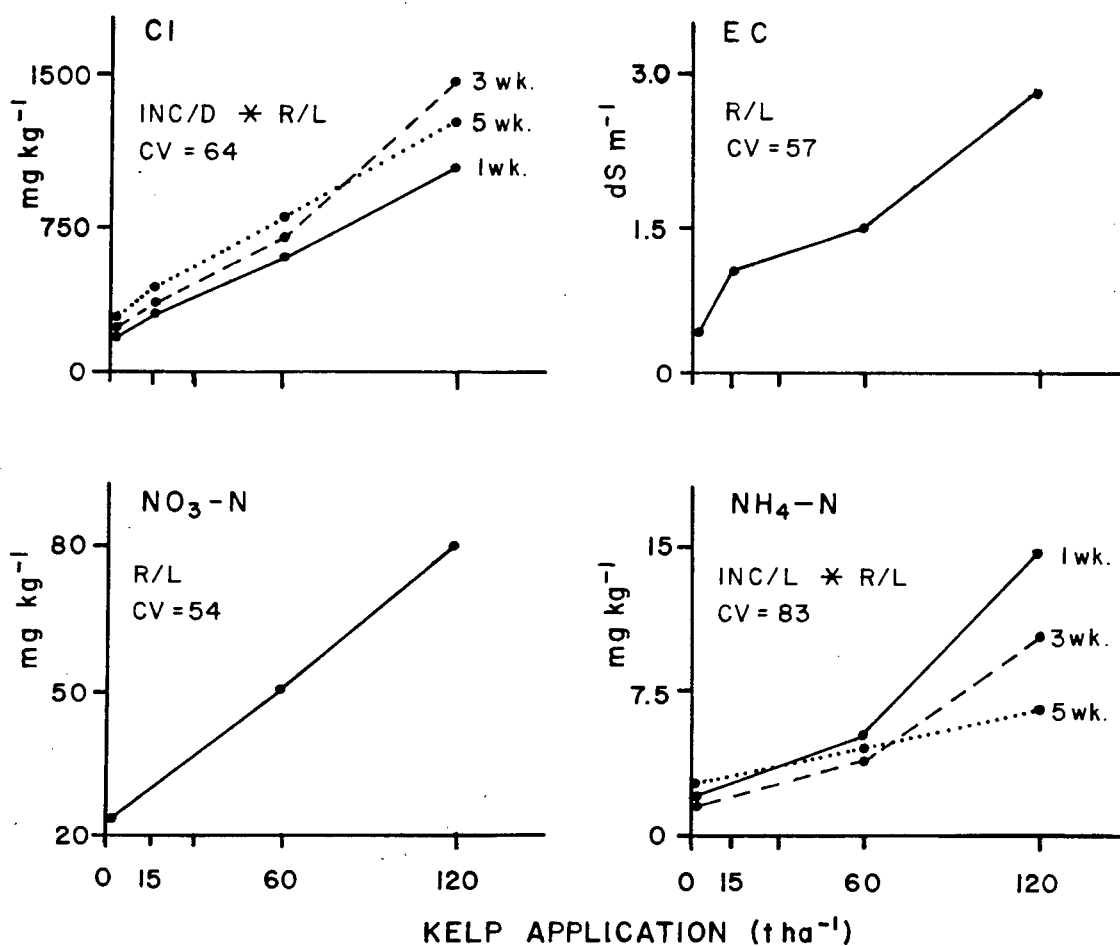 Cl
1500
mg kg⁻¹
750
0
INC/D * R/L
CV = 64
3 wk.
5 wk.
1 wk.
EC
3.0
dS m⁻¹
1.5
0
R/L
CV = 57
NO₃-N
80
mg kg⁻¹
50
20
R/L
CV = 54
0 15 60 120
NH₄-N
15
mg kg⁻¹
7.5
0
INC/L * R/L
CV = 83
1 wk.
3 wk.
5 wk.
0 15 60 120
KELP APPLICATION (t ha⁻¹)